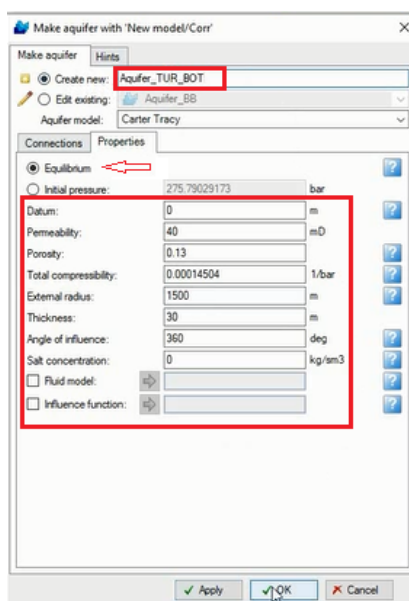 Make aquifer with 'New model/Corr'
Make aquifer Hints
Create new: Aquifer_TUR_BOT
Edit existing: Aquifer_BB
Aquifer model: Carter Tracy
Connections Properties
Equilibrium ?
Initial pressure: 275.79029173 bar
Datum: 0 m ?
Permeability: 40 mD
Porosity: 0.13 ?
Total compressibility: 0.00014504 1/bar ?
External radius: 1500 m ?
Thickness: 30 m
Angle of influence: 360 deg ?
Salt concentration: 0 kg/sm3 ?
Fluid model: ?
Influence function: ?
Apply OK Cancel